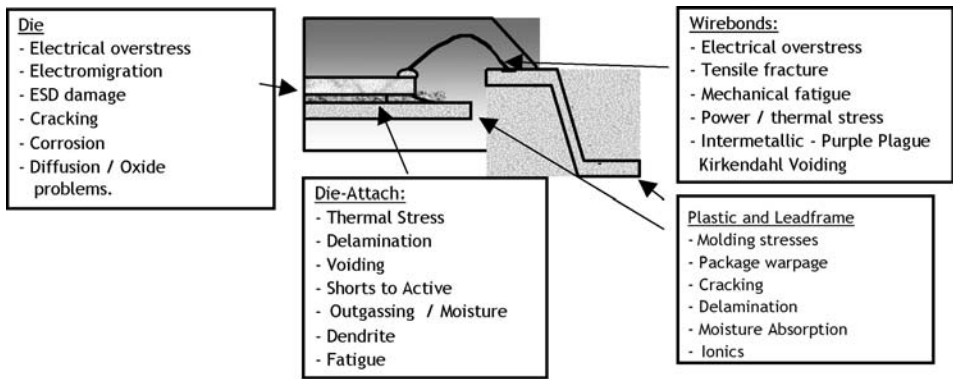 Die
- Electrical overstress
- Electromigration
- ESD damage
- Cracking
- Corrosion
- Diffusion / Oxide
problems.
Die-Attach:
- Thermal Stress
- Delamination
- Voiding
- Shorts to Active
- Outgassing / Moisture
- Dendrite
- Fatigue
Wirebonds:
- Electrical overstress
- Tensile fracture
- Mechanical fatigue
- Power / thermal stress
- Intermetallic - Purple Plague
Kirkendahl Voiding
Plastic and Leadframe
- Molding stresses
- Package warpage
- Cracking
- Delamination
- Moisture Absorption
- Ionics